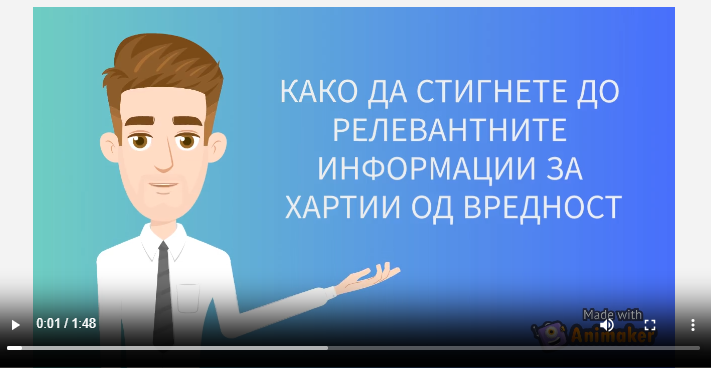 КАКО ДА СТИГНЕТЕ ДО
РЕЛЕВАНТНИТЕ
ИНФОРМАЦИИ ЗА
ХАРТИИ ОД ВРЕДНОСТ
Made with
Animaker
0:01 / 1:48